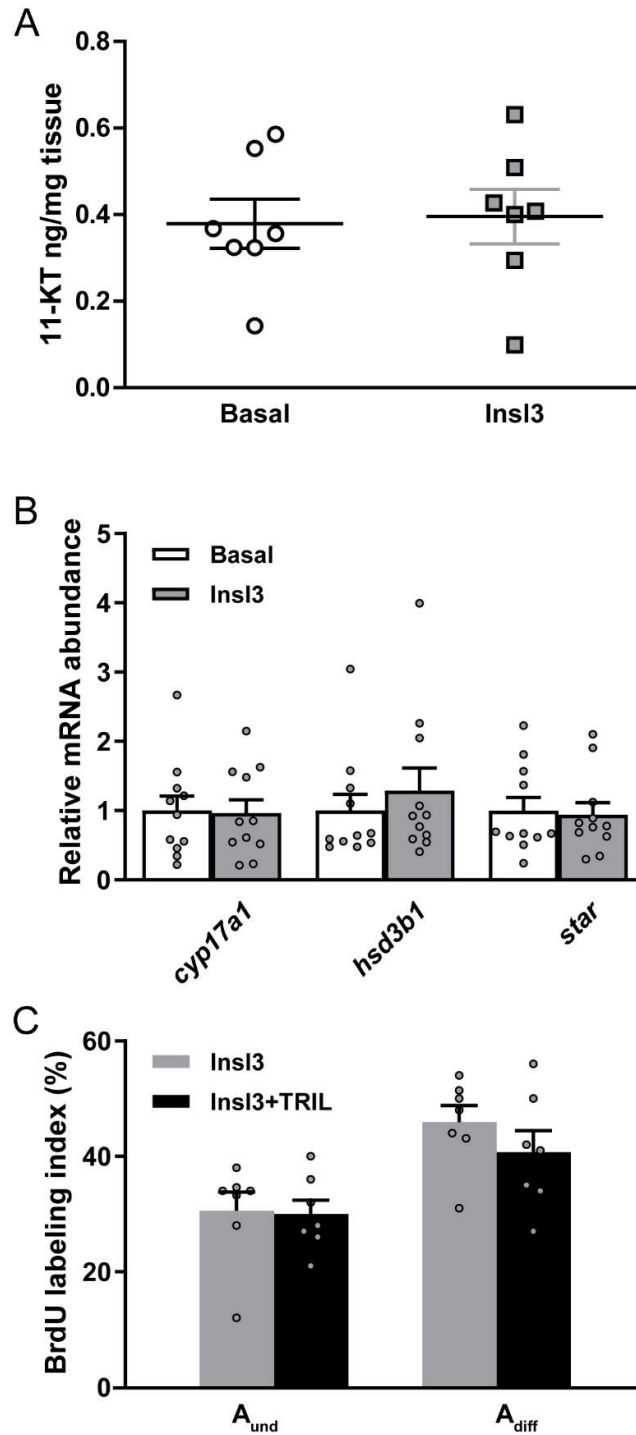 A
11-KT ng/mg tissue
0.8
0.6
0.4
0.2
0.0
Basal Insl3
B
Relative mRNA abundance
5
4
3
2
1
0
Basal
Insl3
cyp17a1 hsd3b1 star
C
BrdU labeling index (%)
60
40
20
0
Insl3
Insl3+TRIL
Aund Adiff